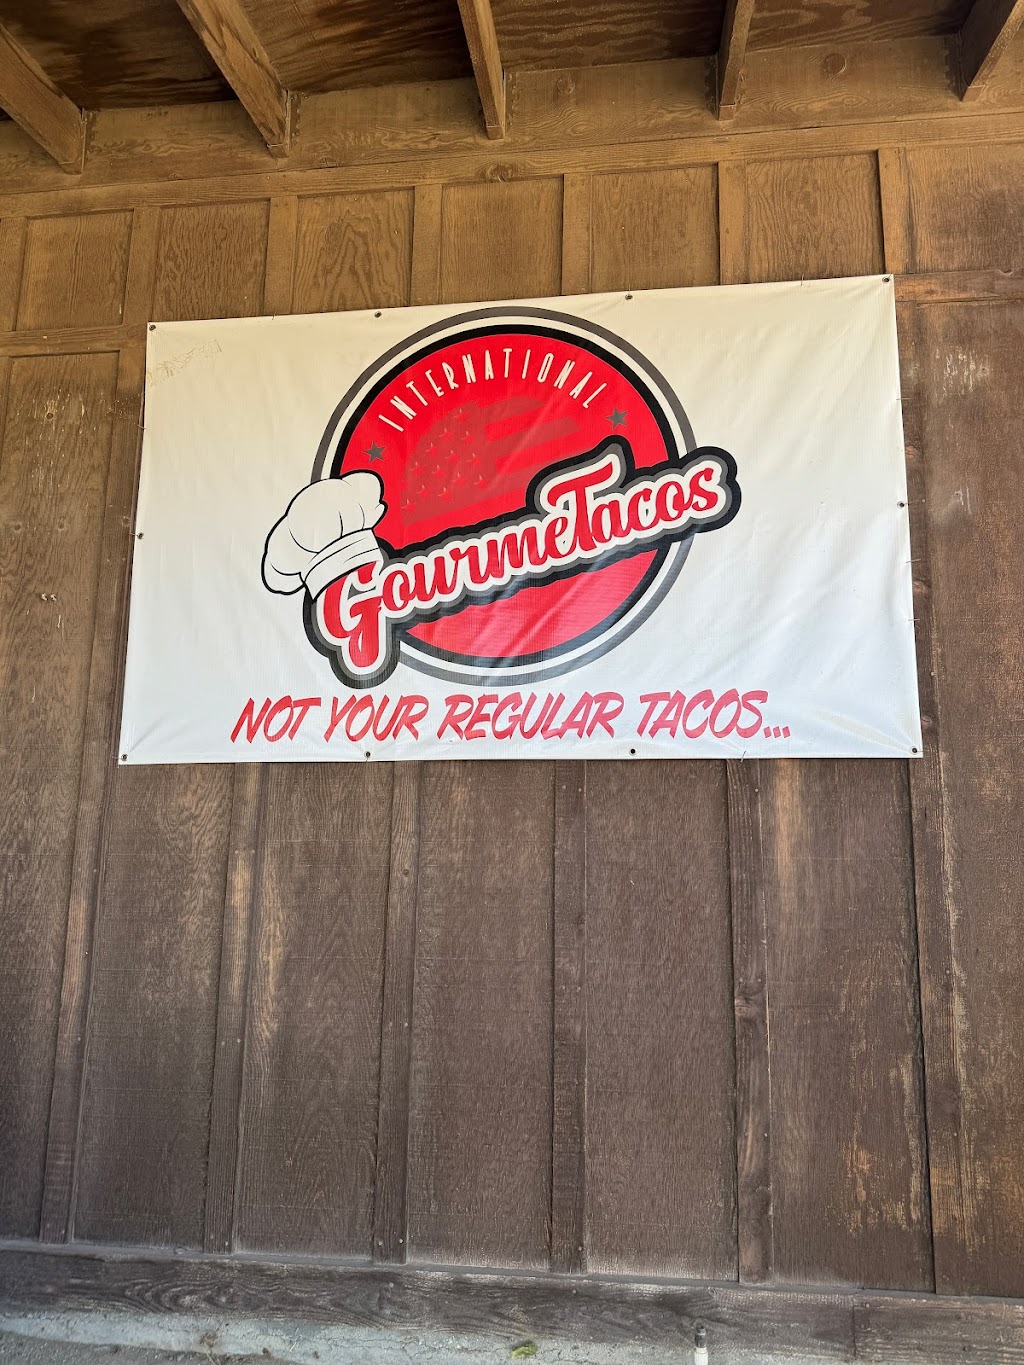 INTERNATIONAL
GourmeTacos
NOT YOUR REGULAR TACOS...